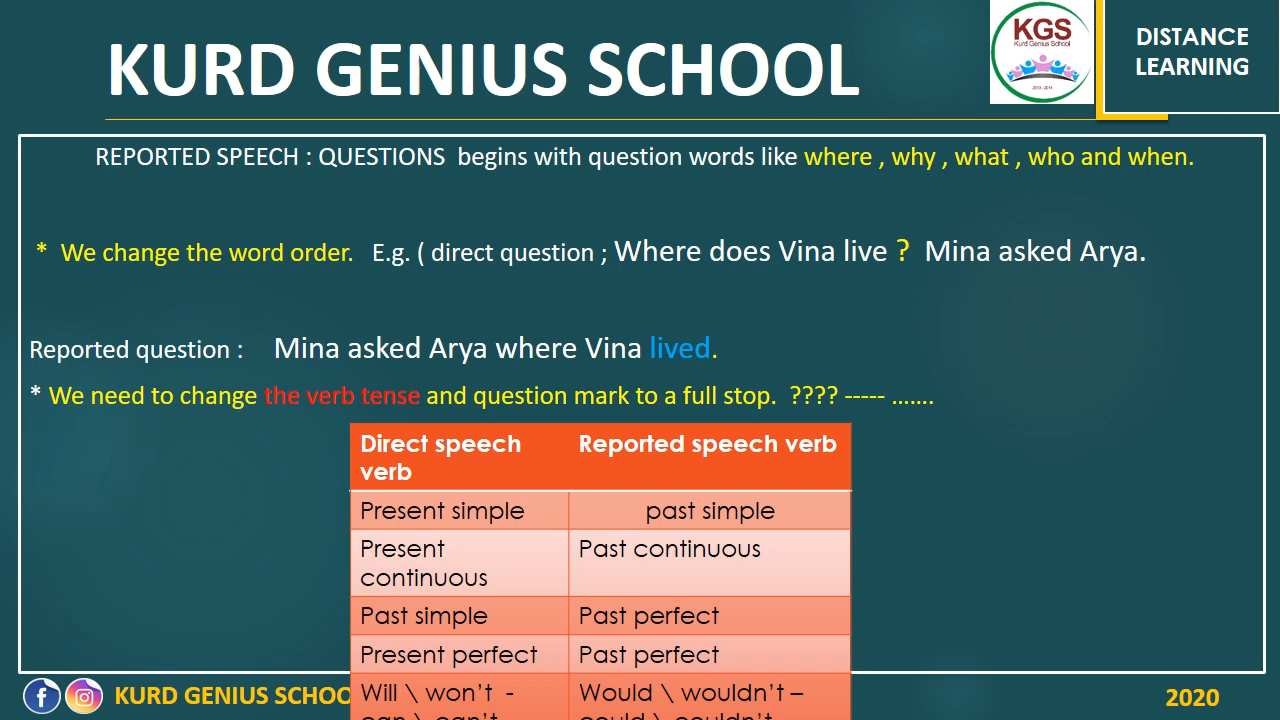 KURD GENIUS SCHOOL
KGS
Kurd Genius School
DISTANCE
LEARNING
REPORTED SPEECH : QUESTIONS begins with question words like where , why , what , who and when.
* We change the word order. E.g. ( direct question ; Where does Vina live ? Mina asked Arya.
Reported question : Mina asked Arya where Vina lived.
* We need to change the verb tense and question mark to a full stop. ???? ----- .......
Direct speech
verb
Reported speech verb
Present simple
past simple
Present
continuous
Past continuous
Past simple
Past perfect
Present perfect
Past perfect
Will \ won't -
can \ can't
Would \ wouldn't –
could \ couldn't
KURD GENIUS SCHOO
2020